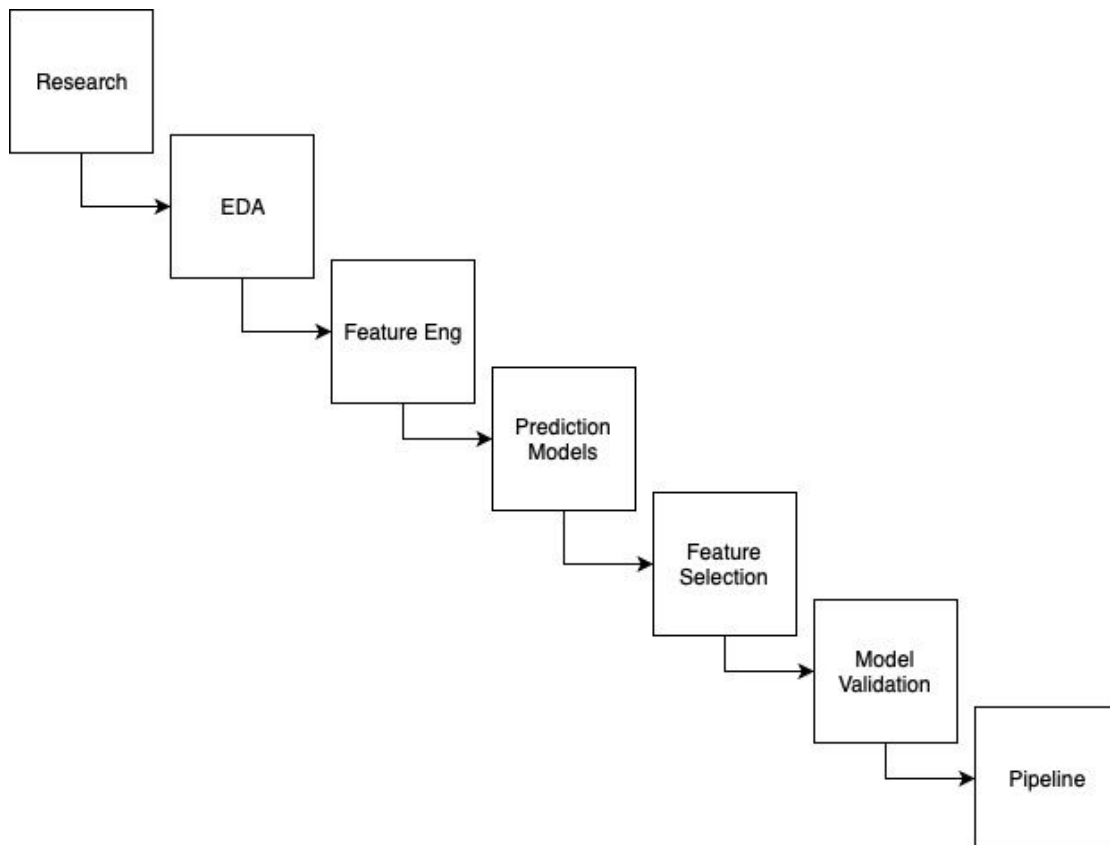 Research
EDA
Feature Eng
Prediction
Models
Feature
Selection
Model
Validation
Pipeline